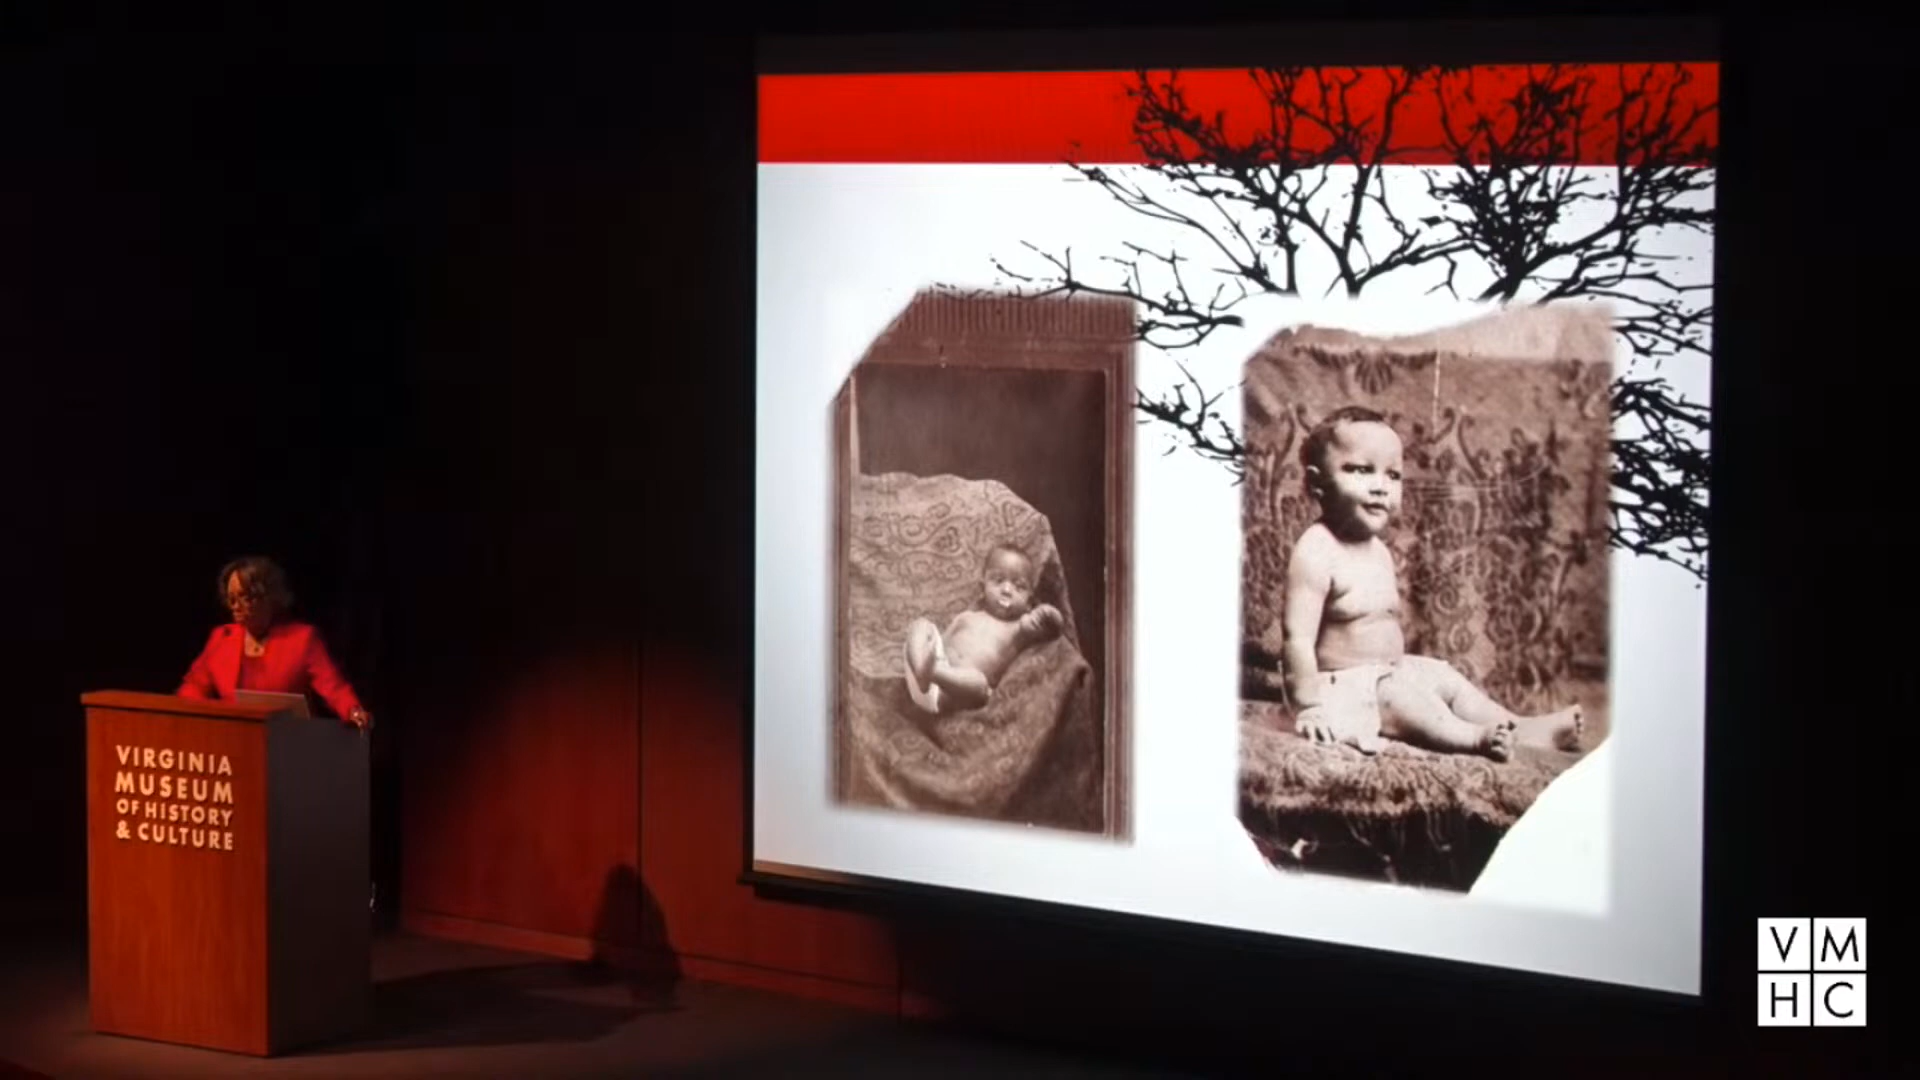 VIRGINIA
MUSEUM
OF HISTORY
& CULTURE
VM
HC